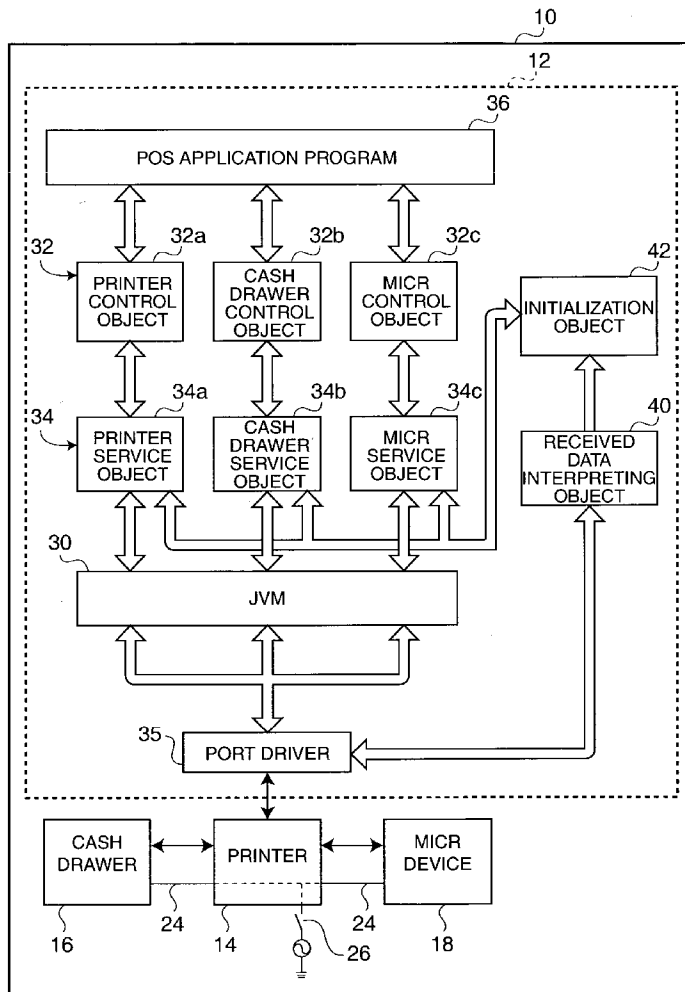 10
12
36
POS APPLICATION PROGRAM
32
32a
32b
32c
42
PRINTER
CONTROL
OBJECT
CASH
DRAWER
CONTROL
OBJECT
MICR
CONTROL
OBJECT
INITIALIZATION
OBJECT
34
34a
34b
34c
40
PRINTER
SERVICE
OBJECT
CASH
DRAWER
SERVICE
OBJECT
MICR
SERVICE
OBJECT
RECEIVED
DATA
INTERPRETING
OBJECT
30
JVM
35
PORT DRIVER
CASH
DRAWER
PRINTER
MICR
DEVICE
16
24
14
26
24
18